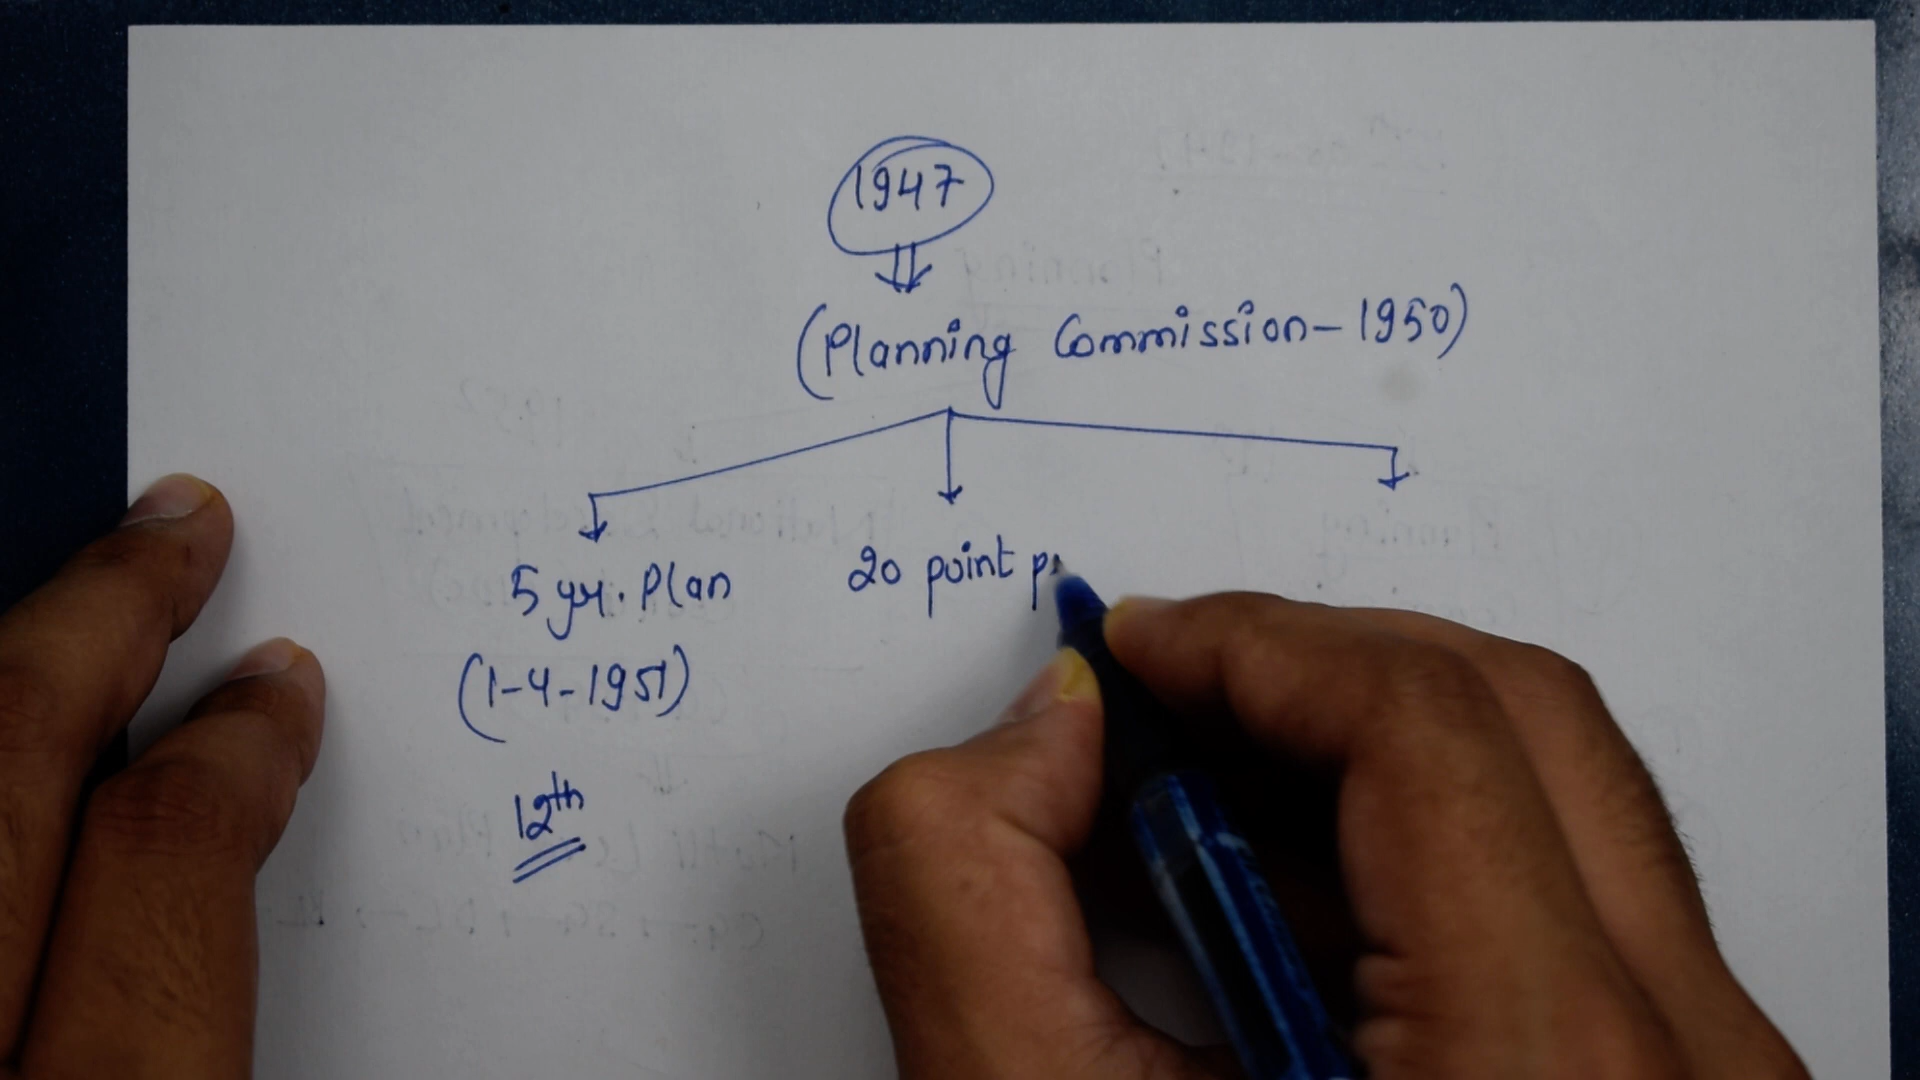 1947
(Planning Commission - 1950)
5 yr. Plan
20 point
(1-4-1951)
12th